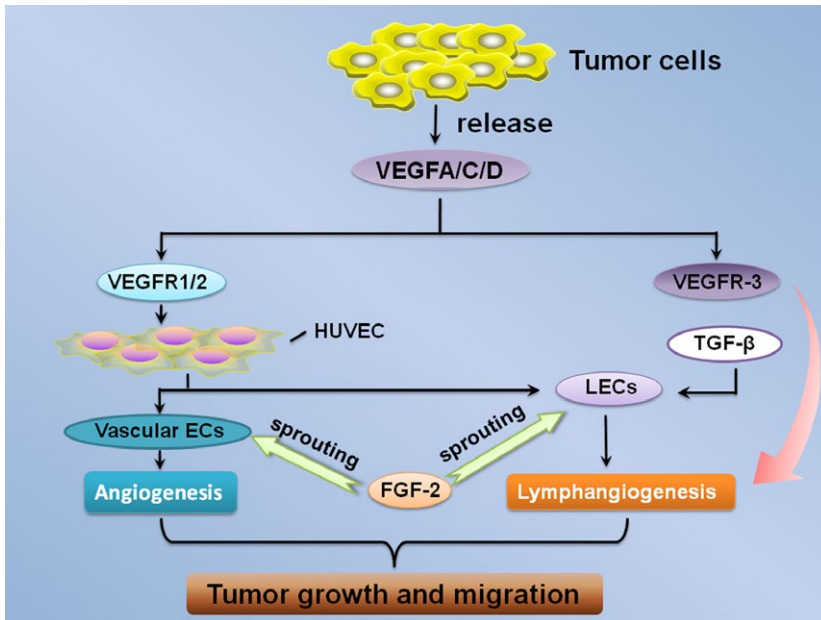 Tumor cells
release
VEGFA/C/D
VEGFR1/2
VEGFR-3
HUVEC
TGF-β
LECs
Vascular ECs
sprouting
sprouting
Angiogenesis
FGF-2
Lymphangiogenesis
Tumor growth and migration